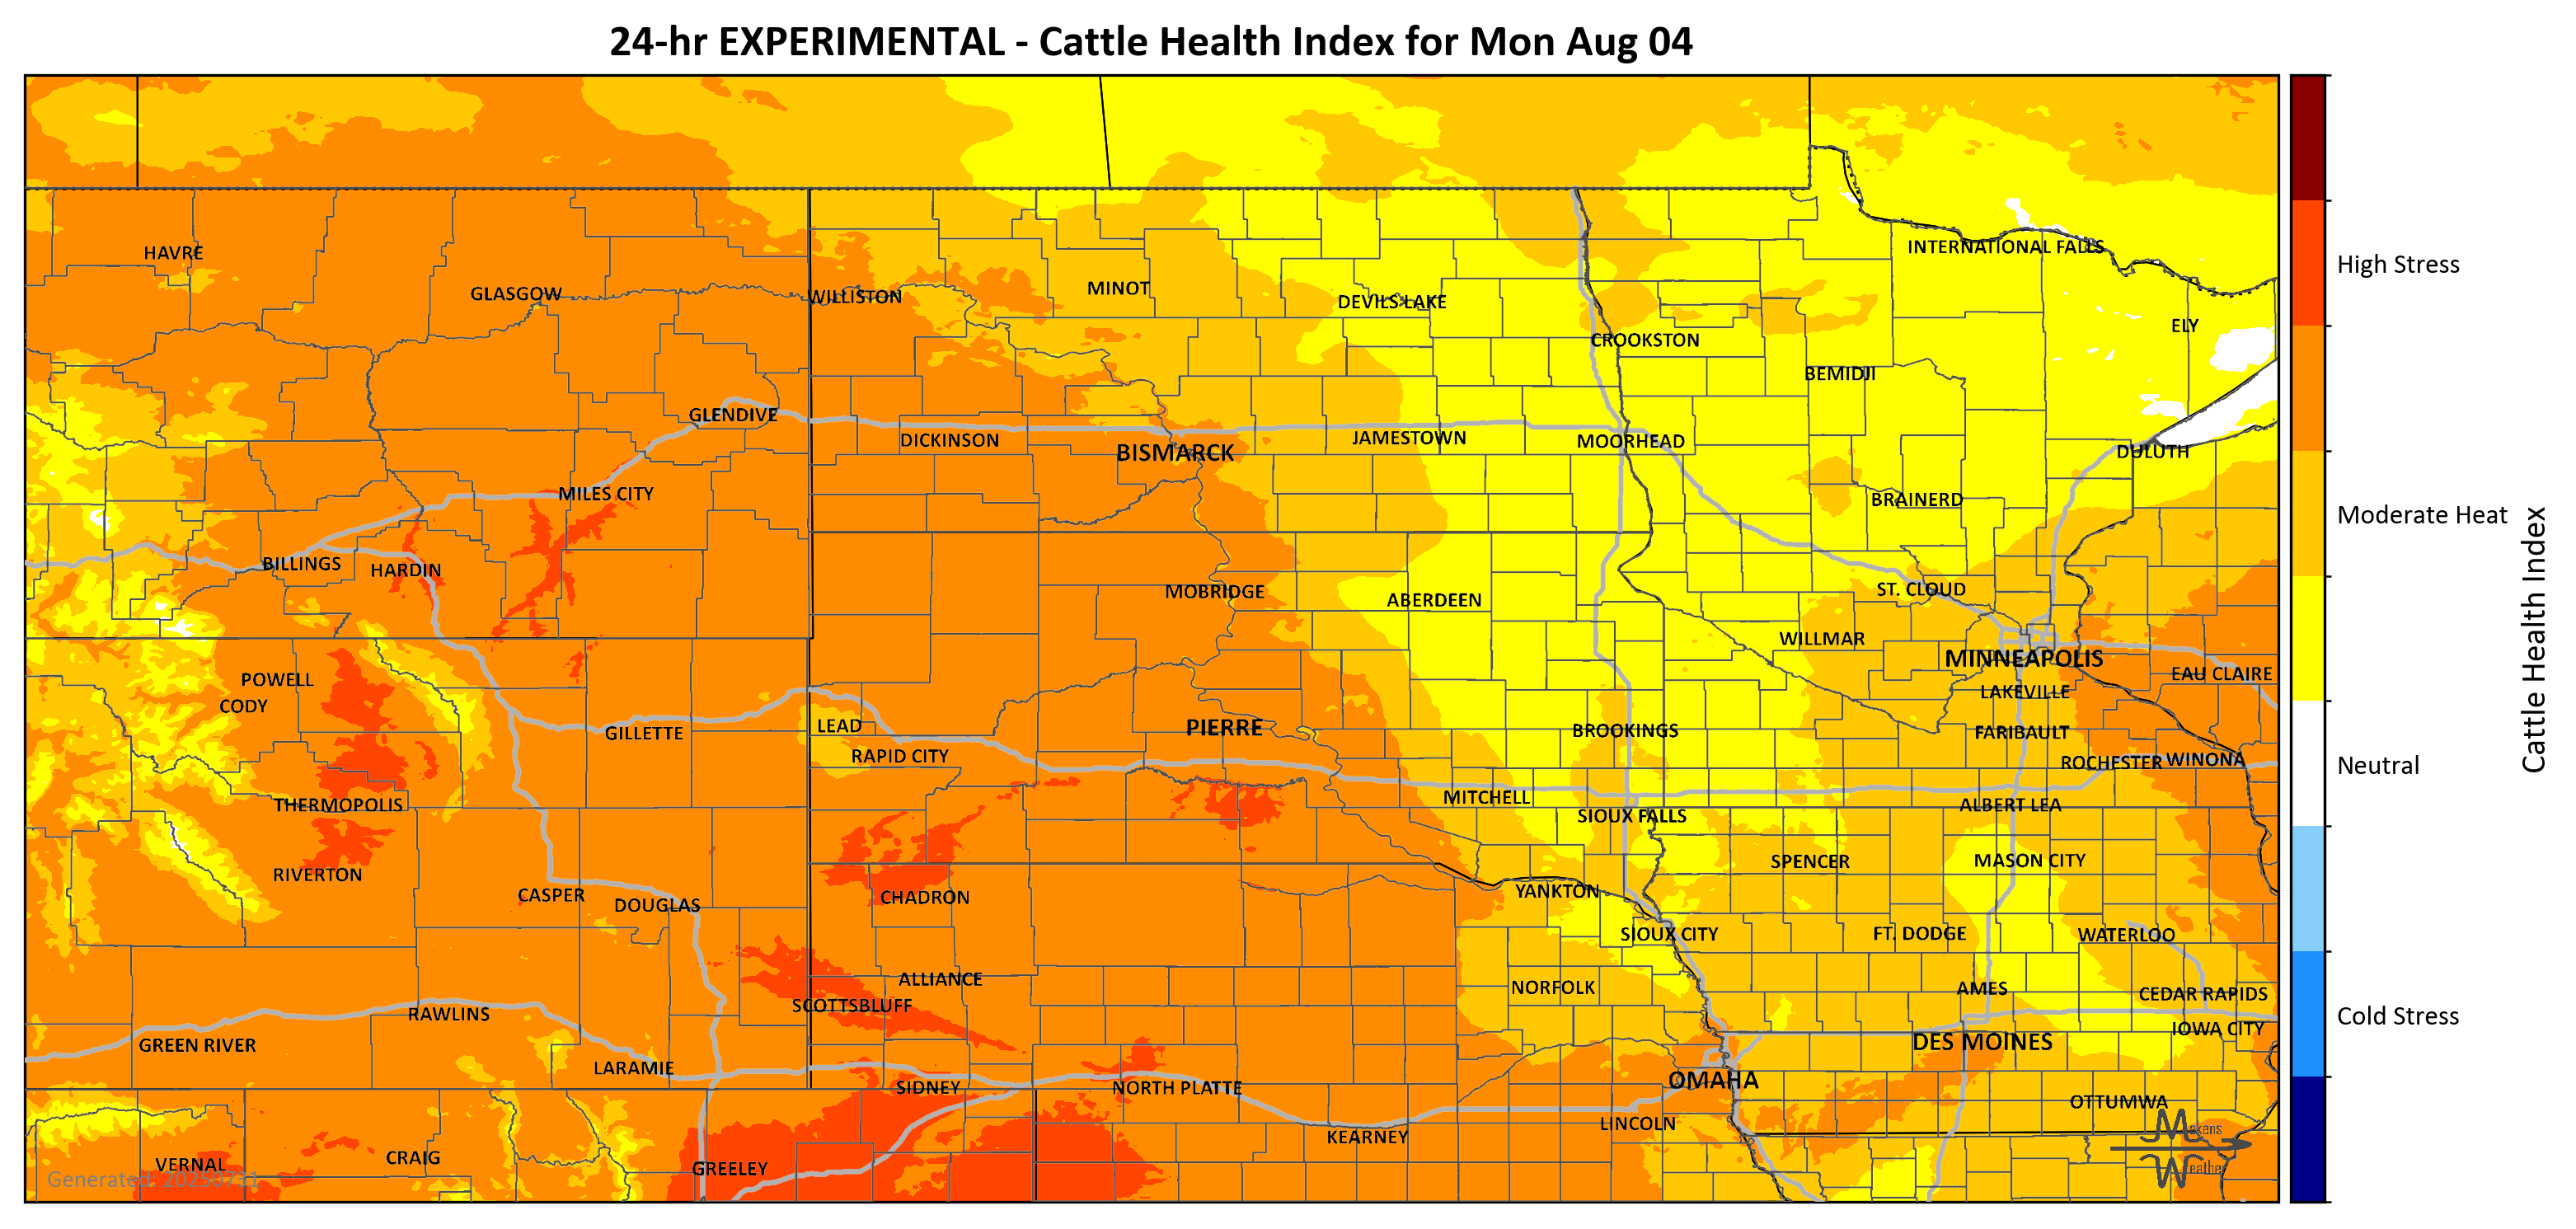 24-hr EXPERIMENTAL - Cattle Health Index for Mon Aug 04
HAVRE
INTERNATIONAL FALLS
GLASGOW
WILLISTON
MINOT
DEVILS LAKE
CROOKSTON
ELY
BEMIDJI
GLENDIVE
DICKINSON
BISMARCK
JAMESTOWN
MOORHEAD
DULUTH
MILES CITY
BRAINERD
BILLINGS
HARDIN
MOBRIDGE
ABERDEEN
ST. CLOUD
WILLMAR
MINNEAPOLIS
EAU CLAIRE
POWELL
CODY
LAKEVILLE
GILLETTE
LEAD
PIERRE
BROOKINGS
FARIBAULT
RAPID CITY
ROCHESTER
WINONA
THERMOPOLIS
MITCHELL
SIOUX FALLS
ALBERT LEA
RIVERTON
SPENCER
MASON CITY
CASPER
DOUGLAS
CHADRON
YANKTON
SIOUX CITY
FT. DODGE
WATERLOO
ALLIANCE
NORFOLK
AMES
CEDAR RAPIDS
SCOTTSBLUFF
RAWLINS
IOWA CITY
GREEN RIVER
DES MOINES
LARAMIE
SIDNEY
NORTH PLATTE
OMAHA
OTTUMWA
LINCOLN
KEARNEY
VERNAL
CRAIG
GREELEY
Generated: 20250731
Makens
Weather
High Stress
Moderate Heat
Neutral
Cold Stress
Cattle Health Index